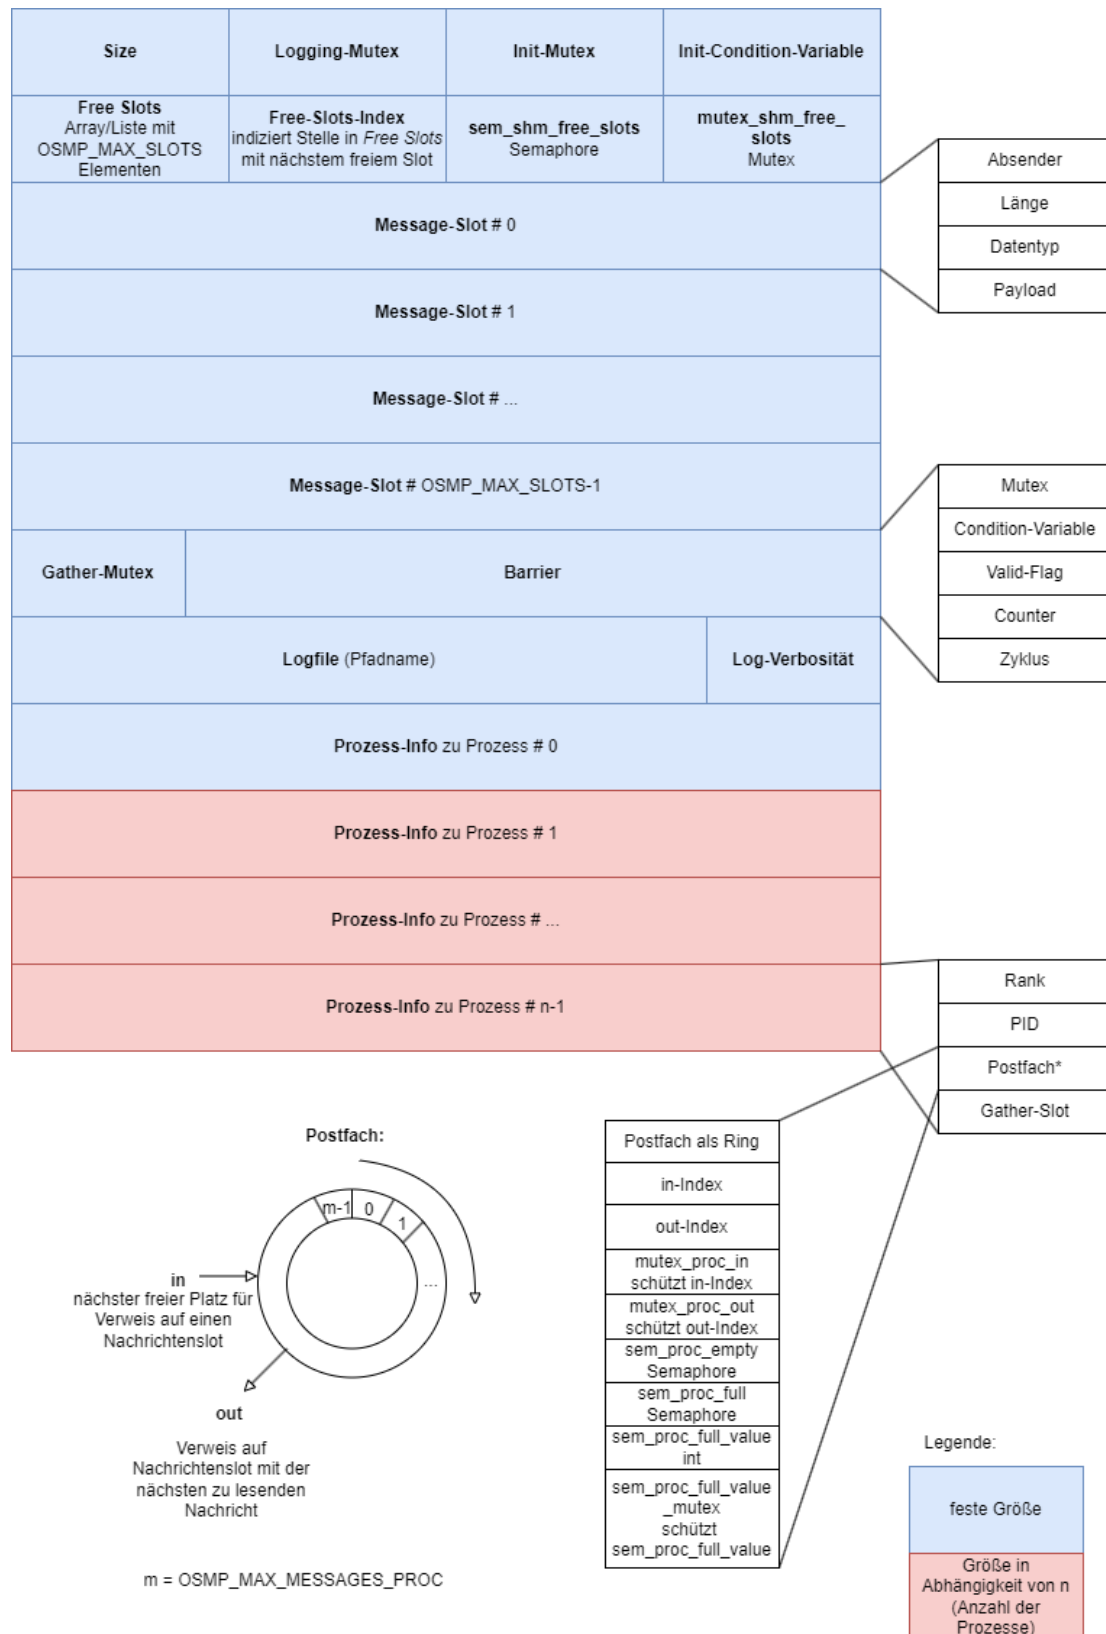 Size
Logging-Mutex
Init-Mutex
Init-Condition-Variable
Free Slots
Array/Liste mit
OSMP_MAX_SLOTS
Elementen
Free-Slots-Index
indiziert Stelle in Free Slots
mit nächstem freiem Slot
sem_shm_free_slots
Semaphore
mutex_shm_free_
slots
Mutex
Message-Slot # 0
Absender
Länge
Datentyp
Payload
Message-Slot # 1
Message-Slot # ...
Message-Slot # OSMP_MAX_SLOTS-1
Gather-Mutex
Barrier
Mutex
Condition-Variable
Valid-Flag
Counter
Zyklus
Logfile (Pfadname)
Log-Verbosität
Prozess-Info zu Prozess # 0
Prozess-Info zu Prozess # 1
Prozess-Info zu Prozess # ...
Prozess-Info zu Prozess # n-1
Rank
PID
Postfach*
Gather-Slot
Postfach:
m-1
0
1
...
in
nächster freier Platz für
Verweis auf einen
Nachrichtenslot
out
Verweis auf
Nachrichtenslot mit der
nächsten zu lesenden
Nachricht
m = OSMP_MAX_MESSAGES_PROC
Postfach als Ring
in-Index
out-Index
mutex_proc_in
schützt in-Index
mutex_proc_out
schützt out-Index
sem_proc_empty
Semaphore
sem_proc_full
Semaphore
sem_proc_full_value
int
sem_proc_full_value
_mutex
schützt
sem_proc_full_value
Legende:
feste Größe
Größe in
Abhängigkeit von n
(Anzahl der
Prozesse)